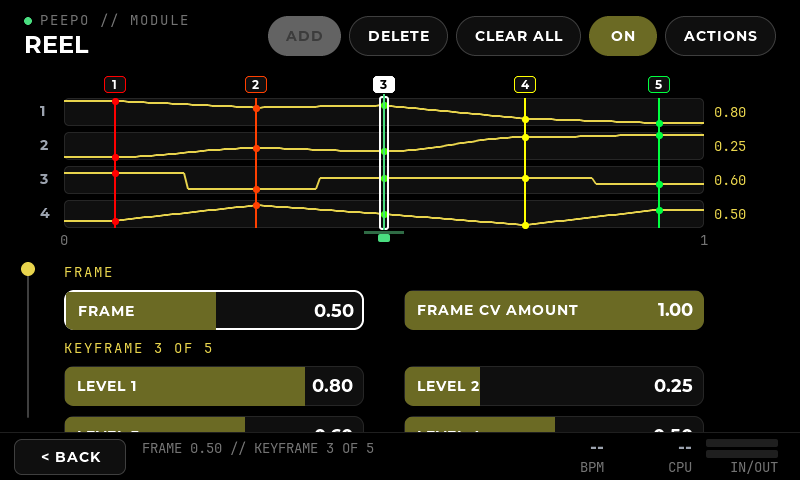 PEEPO // MODULE
REEL
ADD DELETE CLEAR ALL ON ACTIONS
1 2 3 4 5
1 0.80
2 0.25
3 0.60
4 0.50
0 1
FRAME
FRAME 0.50 FRAME CV AMOUNT 1.00
KEYFRAME 3 OF 5
LEVEL 1 0.80 LEVEL 2 0.25
< BACK FRAME 0.50 // KEYFRAME 3 OF 5 -- --
BPM CPU IN/OUT